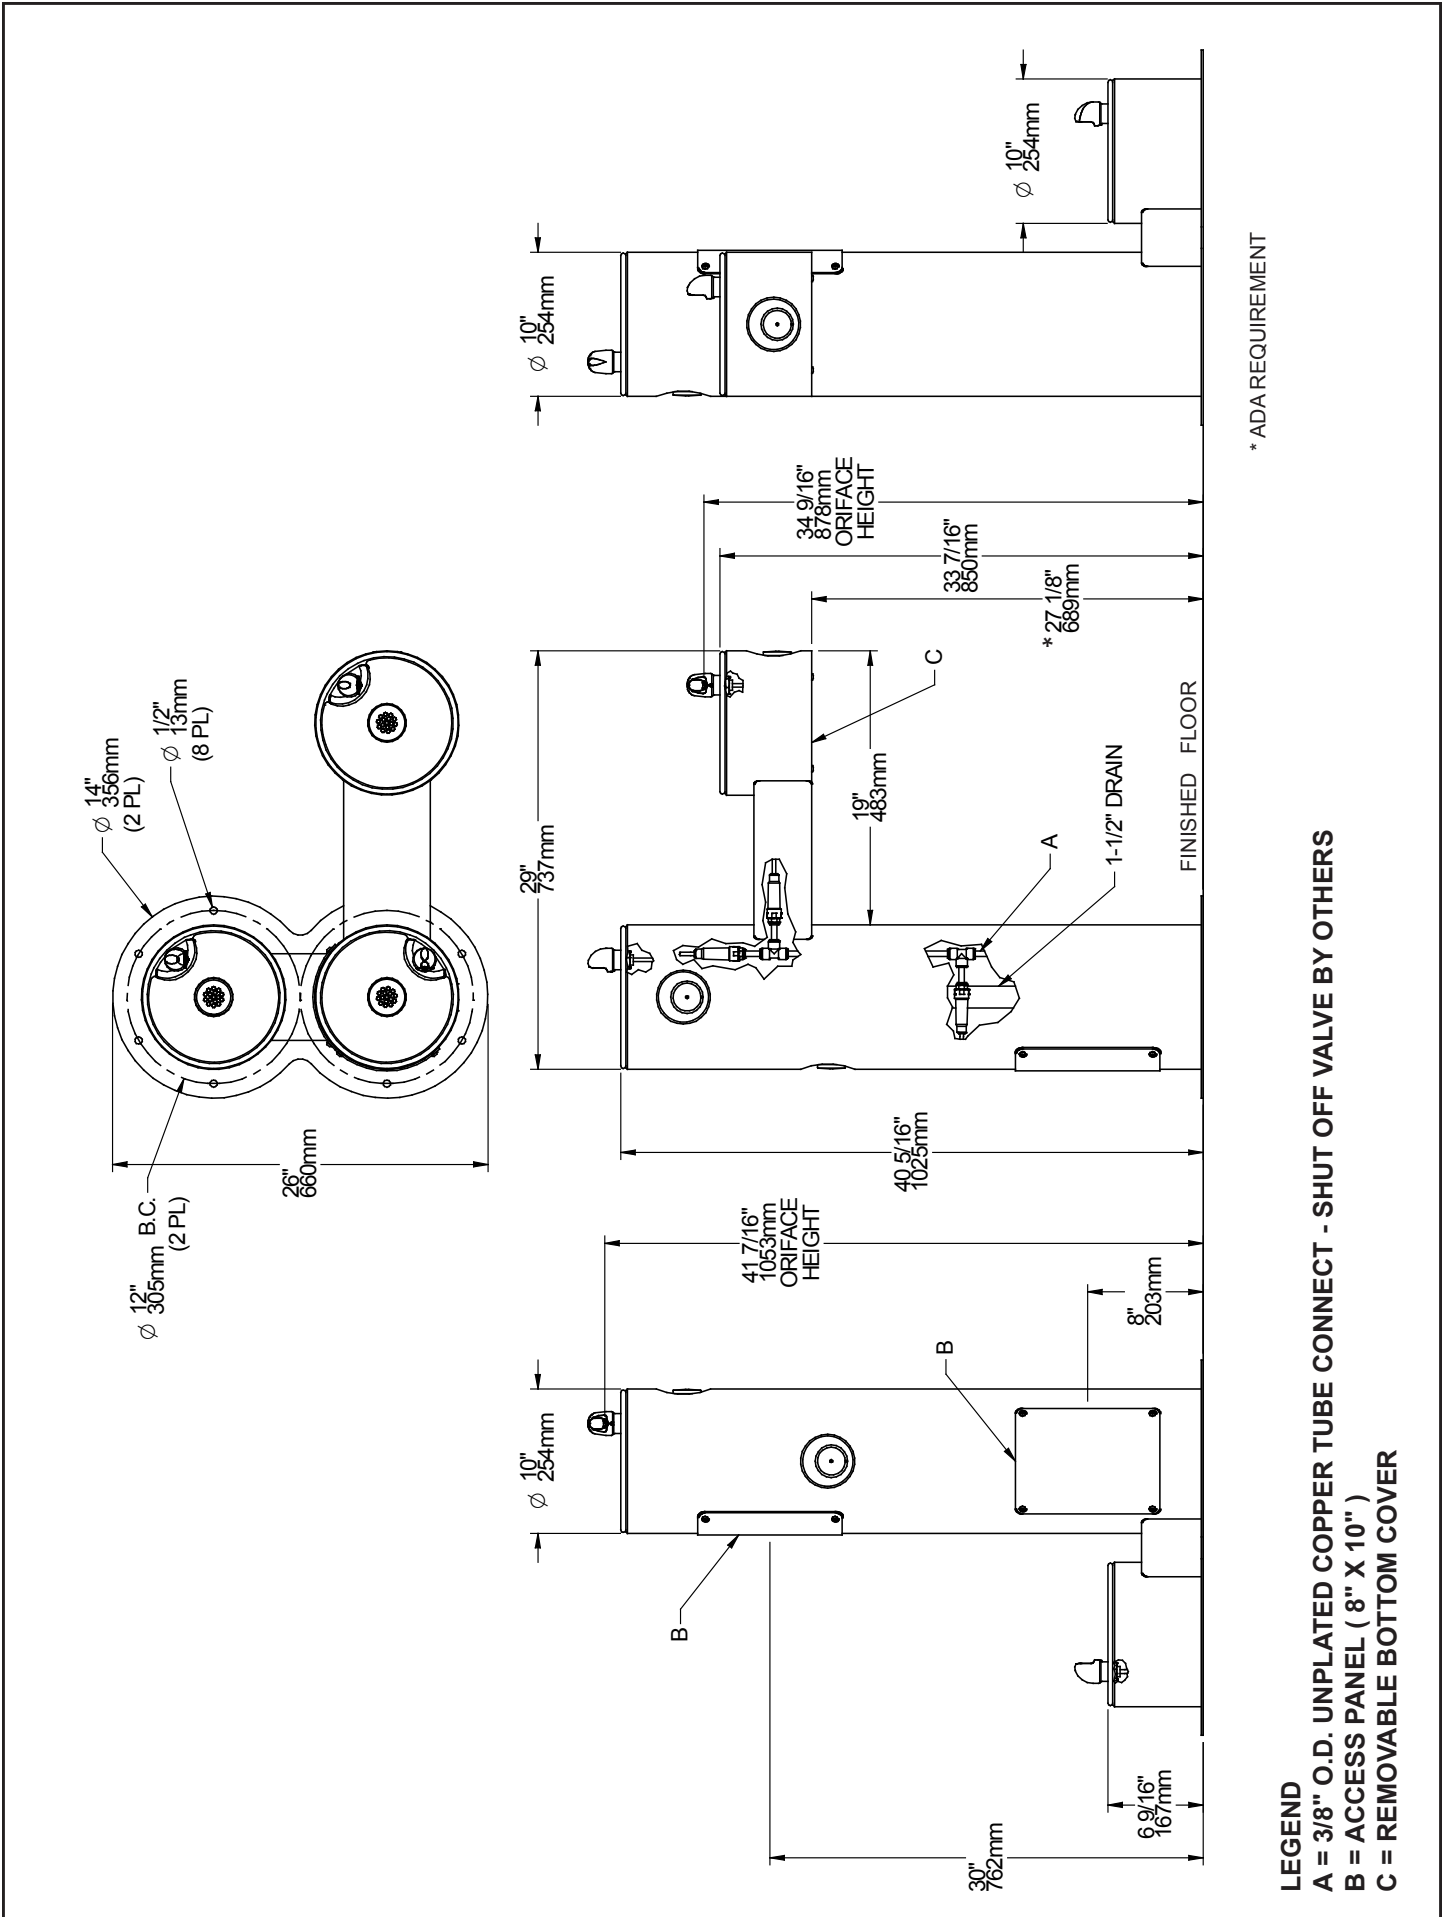 Ø 14"
356mm
(2 PL)
Ø 1/2"
13mm
(8 PL)
Ø 12" B.C.
305mm
(2 PL)
26"
660mm
Ø 10"
254mm
41 7/16"
1053mm
ORIFACE
HEIGHT
B
B
8"
203mm
6 9/16"
167mm
30"
762mm
29"
737mm
40 5/16"
1025mm
19"
483mm
C
A
1-1/2" DRAIN
34 9/16"
878mm
ORIFACE
HEIGHT
33 7/16"
850mm
* 27 1/8"
689mm
FINISHED FLOOR
Ø 10"
254mm
Ø 10"
254mm
* ADA REQUIREMENT
LEGEND
A = 3/8" O.D. UNPLATED COPPER TUBE CONNECT - SHUT OFF VALVE BY OTHERS
B = ACCESS PANEL ( 8" X 10" )
C = REMOVABLE BOTTOM COVER